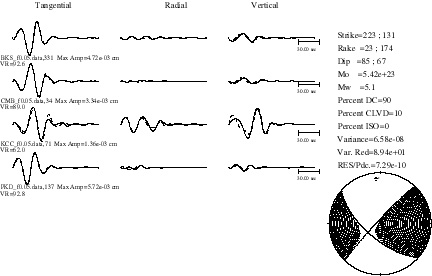 Tangential Radial Vertical
30.00 sec
BKS_f0.05.data,331 Max Amp=4.72e-03 cm
VR=92.6
30.00 sec
CMB_f0.05.data,34 Max Amp=3.34e-03 cm
VR=89.0
30.00 sec
KCC_f0.05.data,71 Max Amp=1.36e-03 cm
VR=62.0
30.00 sec
PKD_f0.05.data,137 Max Amp=5.72e-03 cm
VR=92.8
Strike=223 ; 131
Rake =23 ; 174
Dip =85 ; 67
Mo =5.42e+23
Mw =5.1
Percent DC=90
Percent CLVD=10
Percent ISO=0
Variance=6.58e-08
Var. Red=8.94e+01
RES/Pdc.=7.29e-10